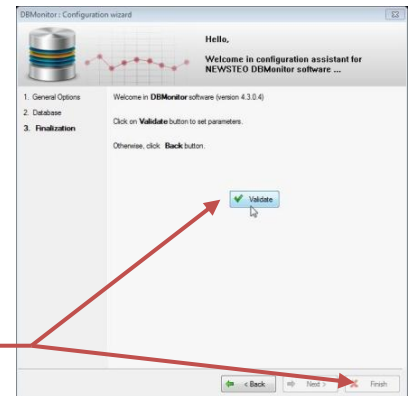 DBMonitor : Configuration wizard
Hello,
Welcome in configuration assistant for
NEWSTEO DBMonitor software ...
1. General Options
2. Database
3. Finalization
Welcome in DBMonitor software (version 4.3.0.4)
Click on Validate button to set parameters.
Otherwise, click Back button.
Validate
< Back
Next >
Finish